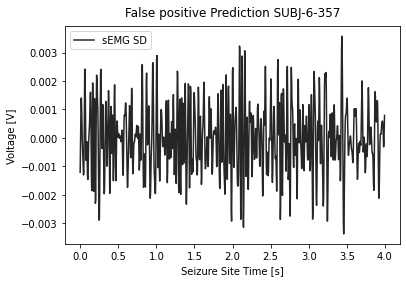 False positive Prediction SUBJ-6-357
sEMG SD
0.003
0.002
0.001
0.000
−0.001
−0.002
−0.003
Voltage [V]
0.0 0.5 1.0 1.5 2.0 2.5 3.0 3.5 4.0
Seizure Site Time [s]